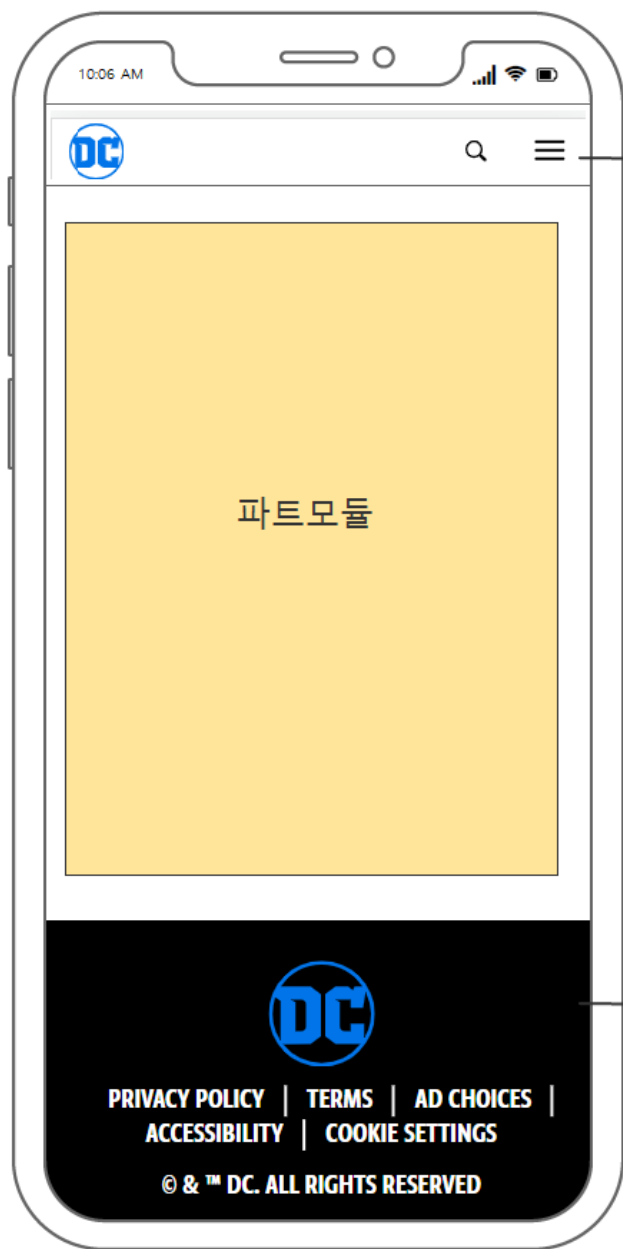 10:06 AM
DC
파트모듈
DC
PRIVACY POLICY | TERMS | AD CHOICES |
ACCESSIBILITY | COOKIE SETTINGS
© & ™ DC. ALL RIGHTS RESERVED